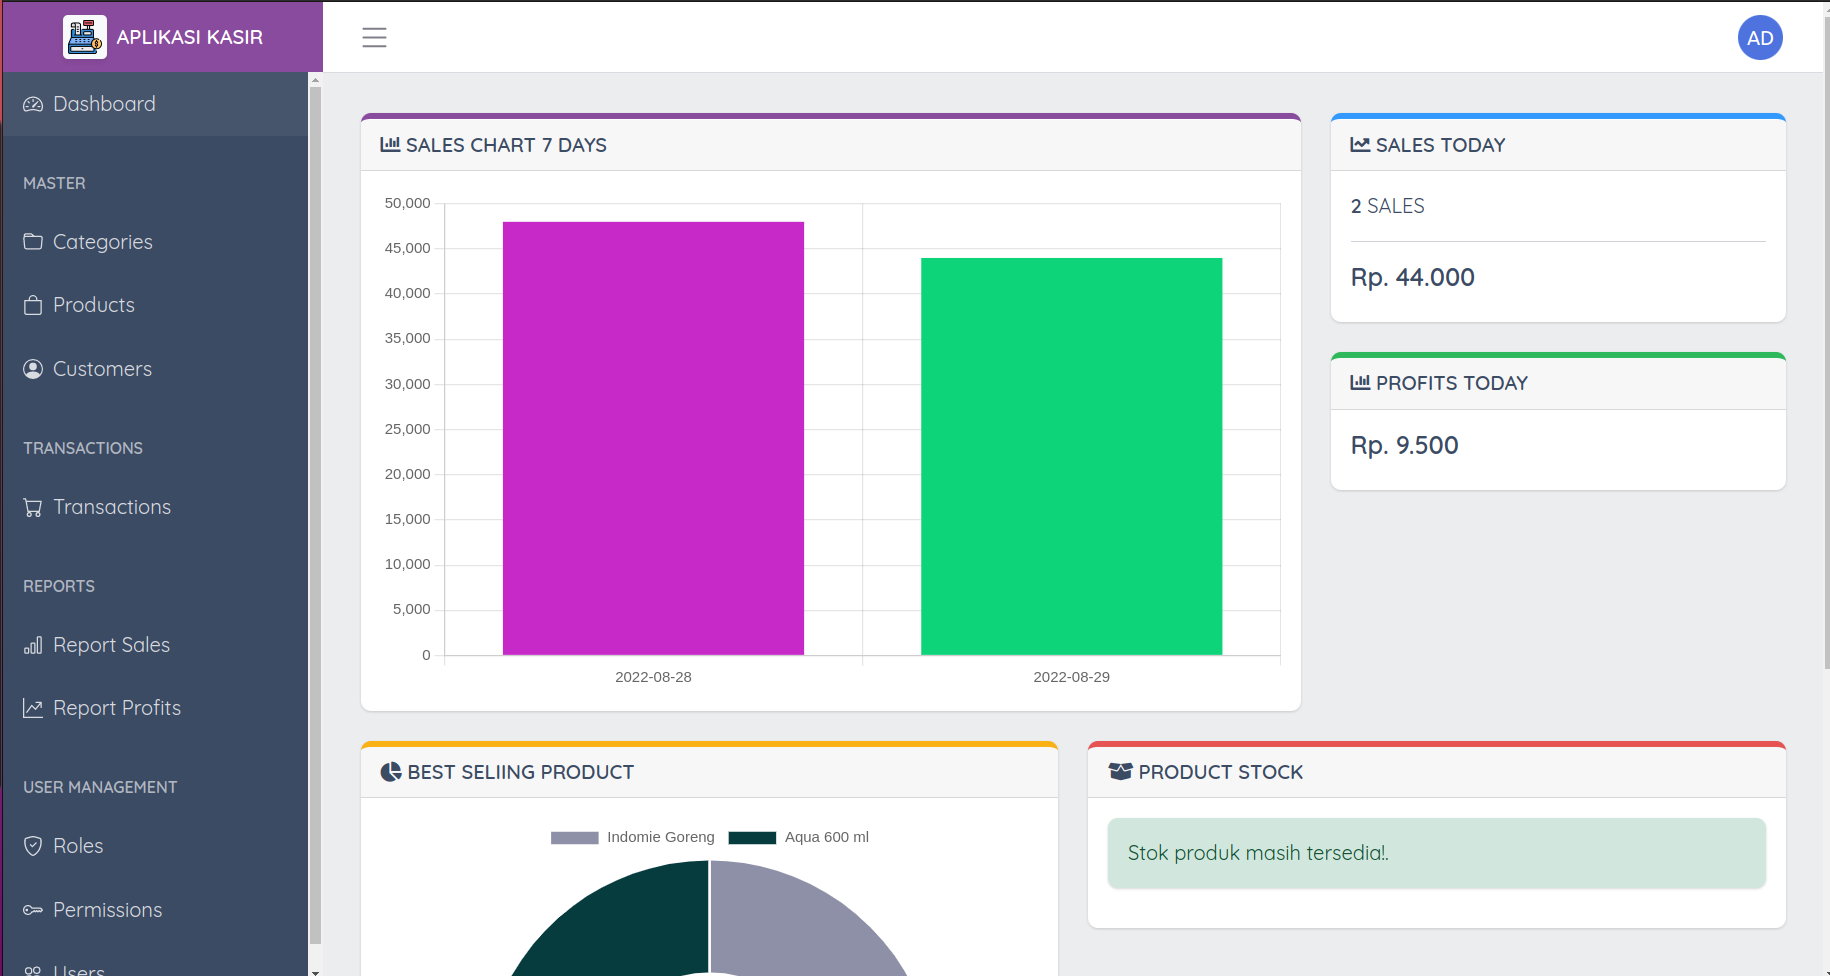 APLIKASI KASIR
AD
Dashboard
MASTER
Categories
Products
Customers
TRANSACTIONS
Transactions
REPORTS
Report Sales
Report Profits
USER MANAGEMENT
Roles
Permissions
Users
SALES CHART 7 DAYS
50,000
45,000
40,000
35,000
30,000
25,000
20,000
15,000
10,000
5,000
0
2022-08-28 2022-08-29
SALES TODAY
2 SALES
Rp. 44.000
PROFITS TODAY
Rp. 9.500
BEST SELIING PRODUCT
Indomie Goreng Aqua 600 ml
PRODUCT STOCK
Stok produk masih tersedia!.